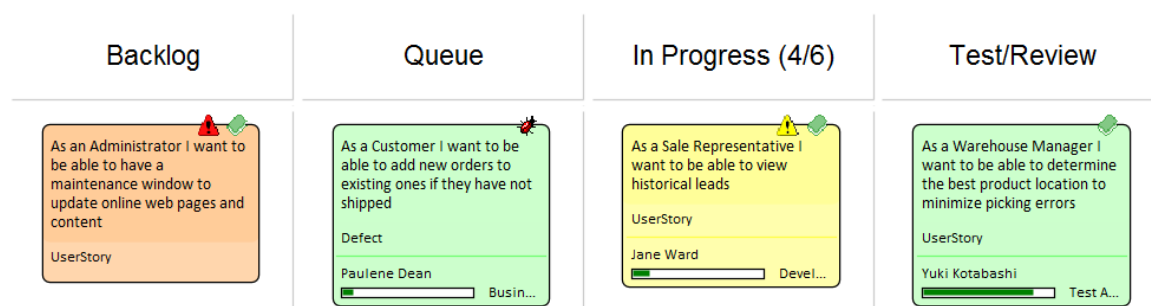 Backlog
Queue
In Progress (4/6)
Test/Review
As an Administrator I want to
be able to have a
maintenance window to
update online web pages and
content
UserStory
As a Customer I want to be
able to add new orders to
existing ones if they have not
shipped
Defect
Paulene Dean
Busin...
As a Sale Representative I
want to be able to view
historical leads
UserStory
Jane Ward
Devel...
As a Warehouse Manager I
want to be able to determine
the best product location to
minimize picking errors
UserStory
Yuki Kotabashi
Test A...